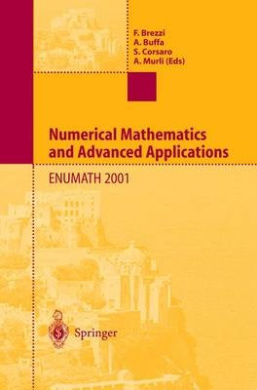 F. Brezzi
A. Buffa
S. Corsaro
A. Murli (Eds)
Numerical Mathematics
and Advanced Applications
ENUMATH 2001
Springer